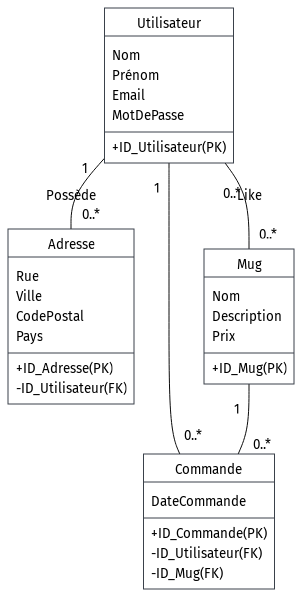 Utilisateur
Nom
Prénom
Email
MotDePasse
+ID_Utilisateur(PK)
1
Possède
0..*
1
0..*
Like
0..*
Adresse
Rue
Ville
CodePostal
Pays
+ID_Adresse(PK)
-ID_Utilisateur(FK)
Mug
Nom
Description
Prix
+ID_Mug(PK)
1
0..*
0..*
Commande
DateCommande
+ID_Commande(PK)
-ID_Utilisateur(FK)
-ID_Mug(FK)